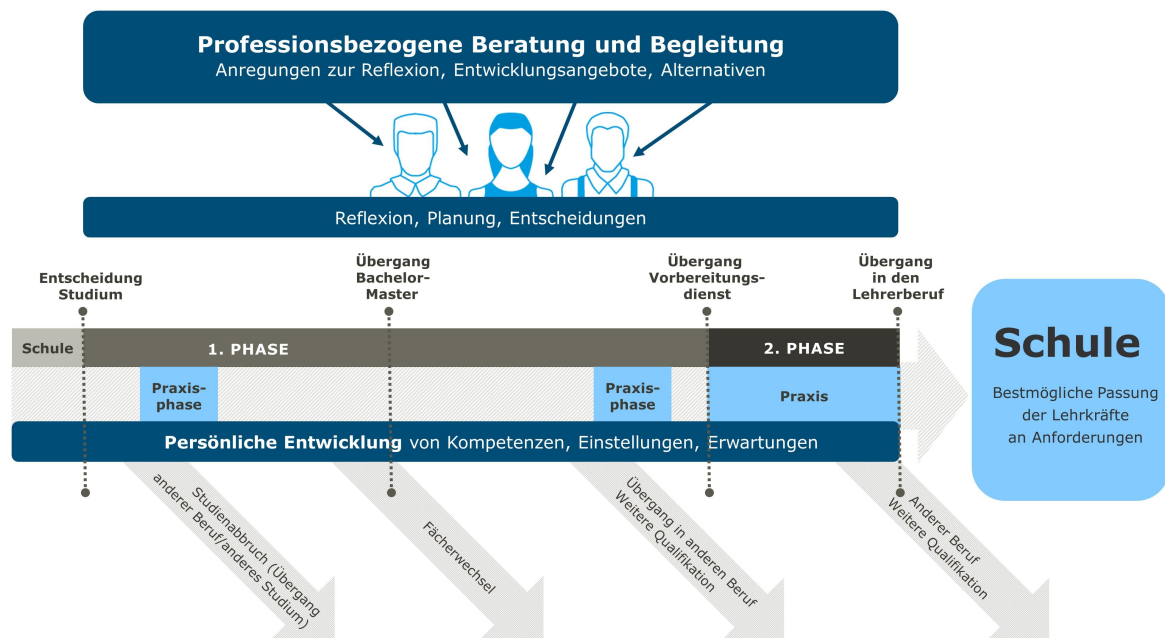 Professionsbezogene Beratung und Begleitung
Anregungen zur Reflexion, Entwicklungsangebote, Alternativen
Reflexion, Planung, Entscheidungen
Entscheidung
Studium
Übergang
Bachelor-
Master
Übergang
Vorbereitungs-
dienst
Übergang
in den
Lehrerberuf
Schule
1. PHASE
2. PHASE
Praxis-
phase
Praxis-
phase
Praxis
Persönliche Entwicklung von Kompetenzen, Einstellungen, Erwartungen
Schule
Bestmögliche Passung
der Lehrkräfte
an Anforderungen
Studienabbruch (Übergang
anderer Beruf/anderes Studium)
Fächerwechsel
Übergang in anderen Beruf
Weitere Qualifikation
Anderer Beruf
Weitere Qualifikation